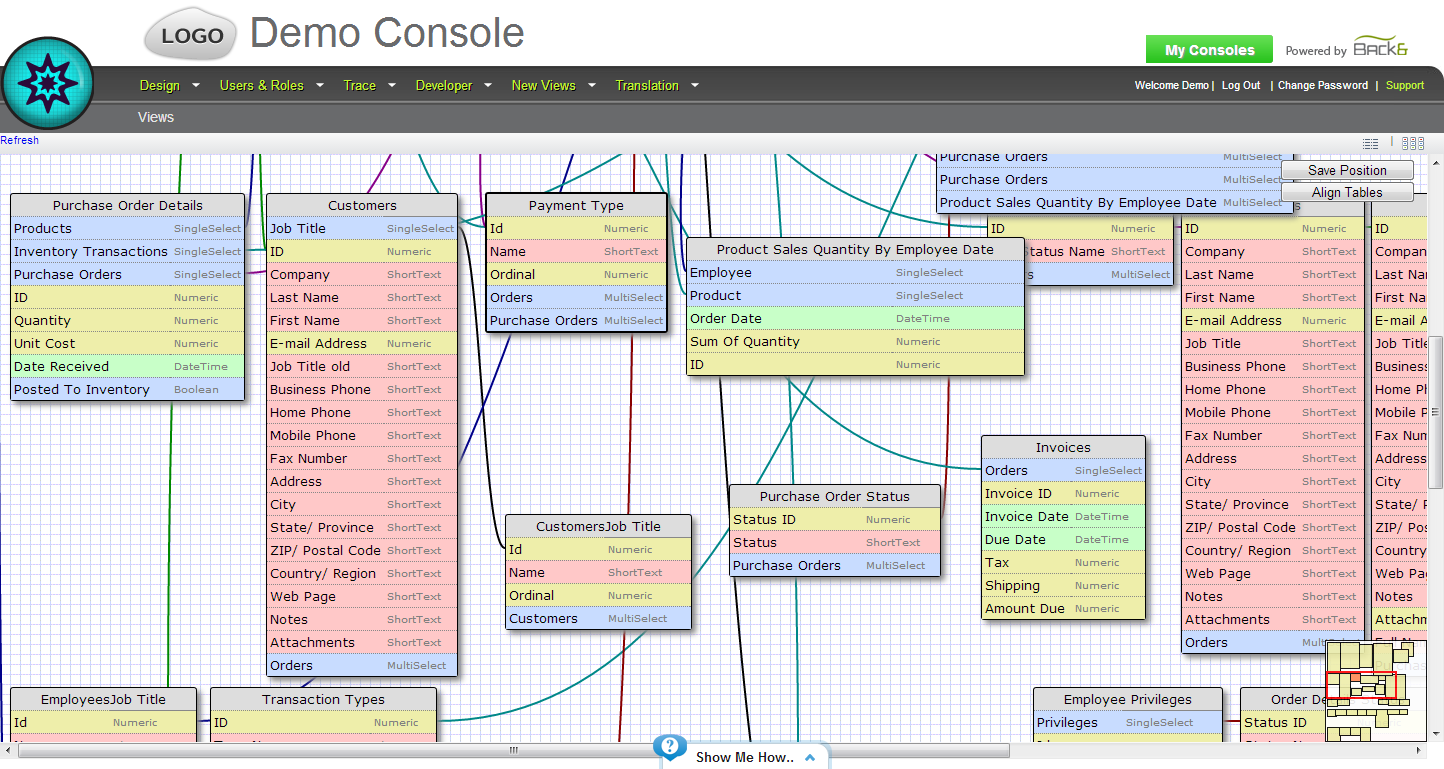 LOGO Demo Console
My Consoles Powered by BACK&
Design Users & Roles Trace Developer New Views Translation Welcome Demo | Log Out | Change Password | Support
Views
Refresh
Save Position
Align Tables
Purchase Orders MultiSelect
Purchase Orders MultiSelect
Product Sales Quantity By Employee Date MultiSelect
Purchase Order Details
Products SingleSelect
Inventory Transactions SingleSelect
Purchase Orders SingleSelect
ID Numeric
Quantity Numeric
Unit Cost Numeric
Date Received DateTime
Posted To Inventory Boolean
Customers
Job Title SingleSelect
ID Numeric
Company ShortText
Last Name ShortText
First Name ShortText
E-mail Address Numeric
Job Title old ShortText
Business Phone ShortText
Home Phone ShortText
Mobile Phone ShortText
Fax Number ShortText
Address ShortText
City ShortText
State/ Province ShortText
ZIP/ Postal Code ShortText
Country/ Region ShortText
Web Page ShortText
Notes ShortText
Attachments ShortText
Orders MultiSelect
Payment Type
Id Numeric
Name ShortText
Ordinal Numeric
Orders MultiSelect
Purchase Orders MultiSelect
Product Sales Quantity By Employee Date
Employee SingleSelect
Product SingleSelect
Order Date DateTime
Sum Of Quantity Numeric
ID Numeric
ID Numeric
Status Name ShortText
s MultiSelect
CustomersJob Title
Id Numeric
Name ShortText
Ordinal Numeric
Customers MultiSelect
Purchase Order Status
Status ID Numeric
Status ShortText
Purchase Orders MultiSelect
Invoices
Orders SingleSelect
Invoice ID Numeric
Invoice Date DateTime
Due Date DateTime
Tax Numeric
Shipping Numeric
Amount Due Numeric
s
ID Numeric
Company ShortText
Last Name ShortText
First Name ShortText
E-mail Address Numeric
Job Title ShortText
Business Phone ShortText
Home Phone ShortText
Mobile Phone ShortText
Fax Number ShortText
Address ShortText
City ShortText
State/ Province ShortText
ZIP/ Postal Code ShortText
Country/ Region ShortText
Web Page ShortText
Notes ShortText
Attachments ShortText
Orders Mult
ID
Compan
Last Na
First Na
E-mail A
Job Title
Business
Home Ph
Mobile P
Fax Num
Address
City
State/ P
ZIP/ Pos
Country
Web Pa
Notes
Attachm
EmployeesJob Title
Id Numeric
Transaction Types
ID Numeric
Employee Privileges
Privileges SingleSelect
Order De
Status ID
? Show Me How..